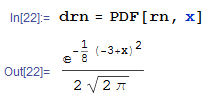 In[22]:= drn = PDF[rn, x]
Out[22]= ⅇ^(-1/8 (-3+x)^2) / (2 √(2 π))